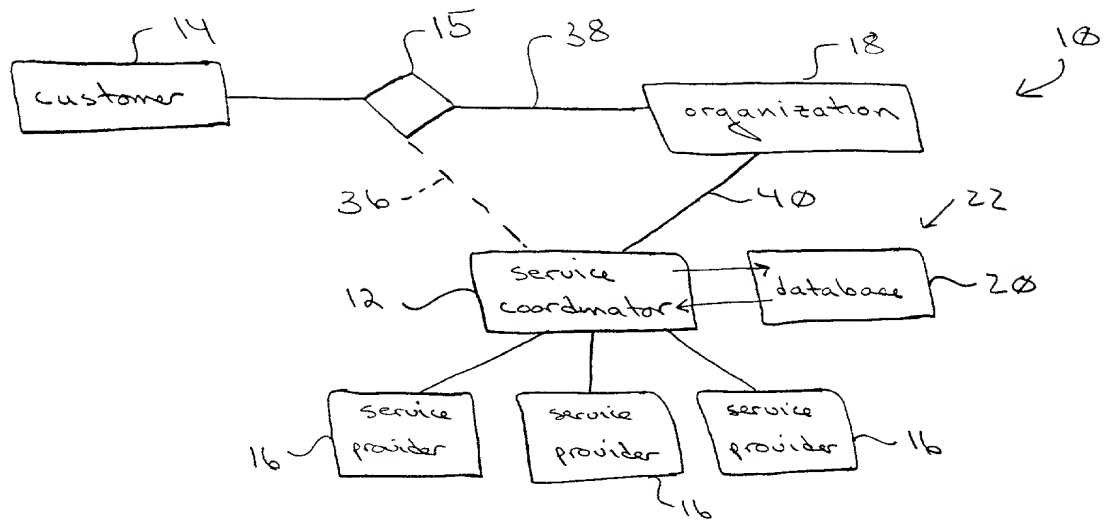 14
15
38
18
10
customer
organization
36
40
22
service
coordinator
database
12
20
service
provider
service
provider
service
provider
16
16
16